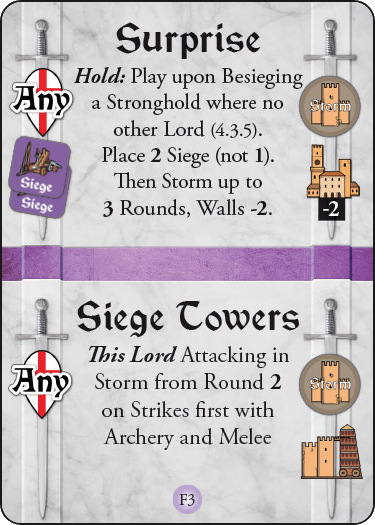 Surprise
Hold: Play upon Besieging
a Stronghold where no
other Lord (4.3.5).
Place 2 Siege (not 1).
Then Storm up to
3 Rounds, Walls -2.
Any
Siege
Siege
Storm
-2
Siege Towers
This Lord Attacking in
Storm from Round 2
on Strikes first with
Archery and Melee
Any
Storm
F3